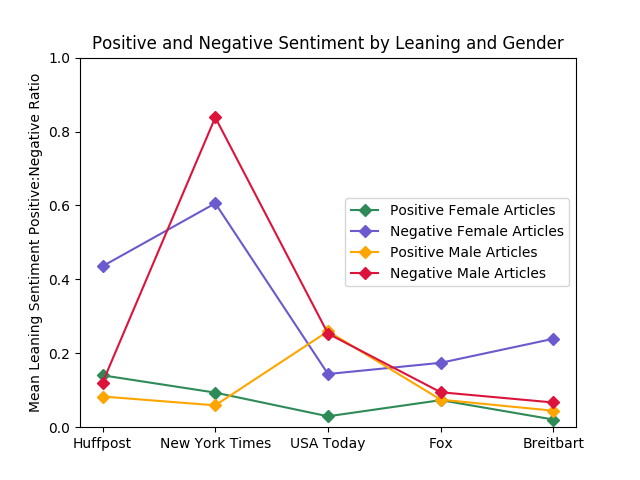 Positive and Negative Sentiment by Leaning and Gender
Mean Leaning Sentiment Positive:Negative Ratio
1.0
0.8
0.6
0.4
0.2
0.0
Positive Female Articles
Negative Female Articles
Positive Male Articles
Negative Male Articles
Huffpost New York Times USA Today Fox Breitbart